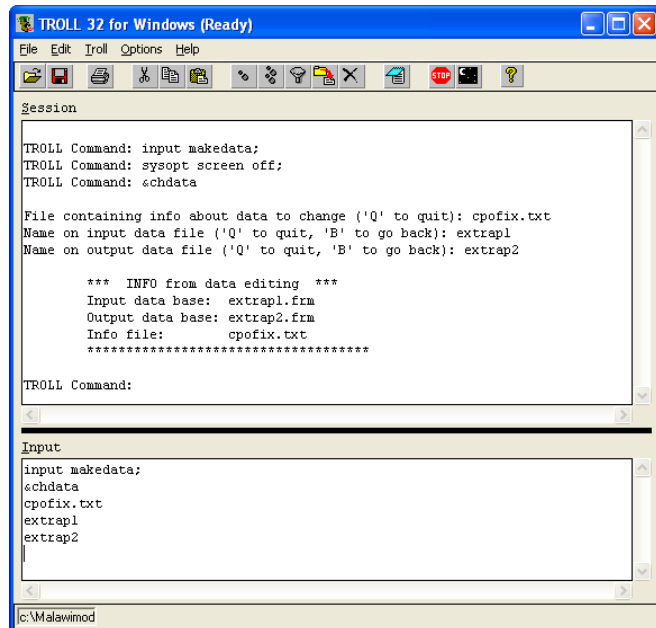 TROLL 32 for Windows (Ready)
File Edit Troll Options Help
STOP ?
Session
TROLL Command: input makedata;
TROLL Command: sysopt screen off;
TROLL Command: &chdata
File containing info about data to change ('Q' to quit): cpofix.txt
Name on input data file ('Q' to quit, 'B' to go back): extrap1
Name on output data file ('Q' to quit, 'B' to go back): extrap2
*** INFO from data editing ***
Input data base: extrap1.frm
Output data base: extrap2.frm
Info file: cpofix.txt
************************************
TROLL Command:
Input
input makedata;
&chdata
cpofix.txt
extrap1
extrap2
c:\Malawimod